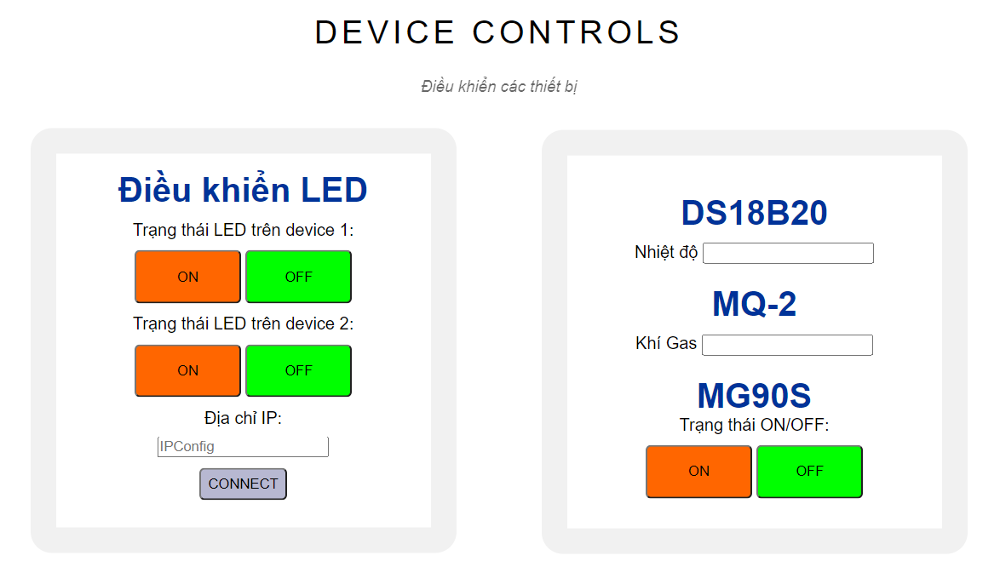 DEVICE CONTROLS
Điều khiển các thiết bị
Điều khiển LED
Trạng thái LED trên device 1:
ON OFF
Trạng thái LED trên device 2:
ON OFF
Địa chỉ IP:
IPConfig
CONNECT
DS18B20
Nhiệt độ
MQ-2
Khí Gas
MG90S
Trạng thái ON/OFF:
ON OFF